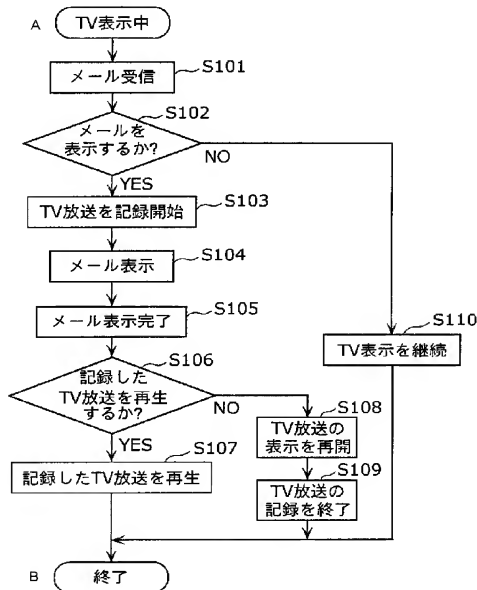 A
TV表示中
メール受信
S101
S102
メールを
表示するか?
NO
YES
TV放送を記録開始
S103
メール表示
S104
メール表示完了
S105
S106
記録した
TV放送を再生
するか?
NO
YES
S107
記録したTV放送を再生
S108
TV放送の
表示を再開
S109
TV放送の
記録を終了
S110
TV表示を継続
B
終了